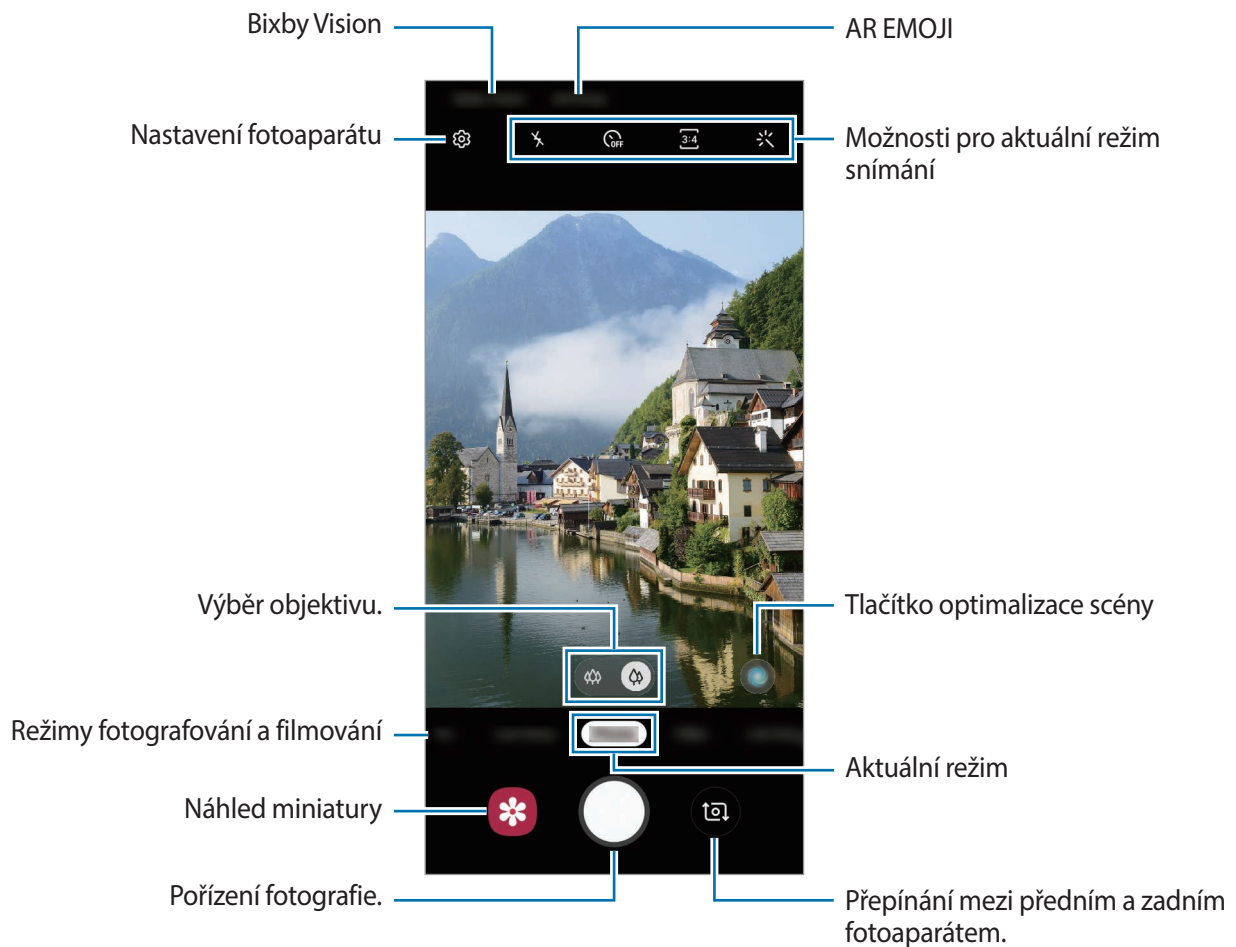 Bixby Vision
AR EMOJI
Nastavení fotoaparátu
Možnosti pro aktuální režim
snímání
OFF
3:4
Výběr objektivu.
Tlačítko optimalizace scény
Režimy fotografování a filmování
Aktuální režim
Náhled miniatury
Pořízení fotografie.
Přepínání mezi předním a zadním
fotoaparátem.